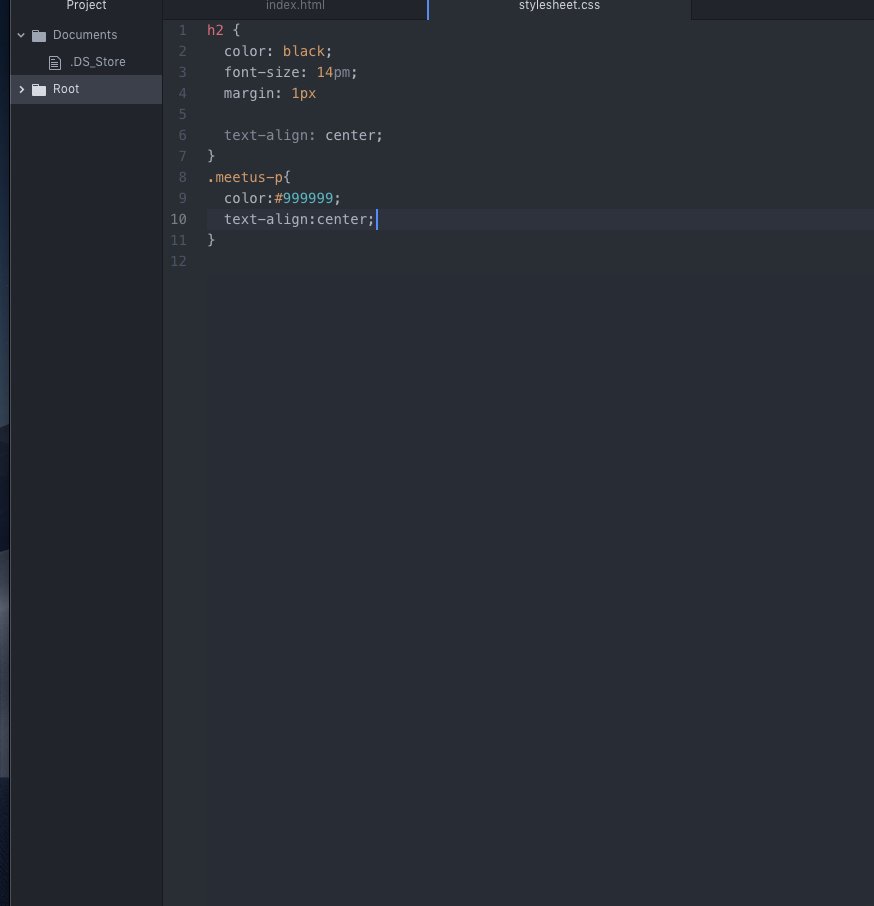 Project
Documents
.DS_Store
Root
index.html
stylesheet.css
1 h2 {
2 color: black;
3 font-size: 14pm;
4 margin: 1px
5
6 text-align: center;
7 }
8 .meetus-p{
9 color:#999999;
10 text-align:center;
11 }
12